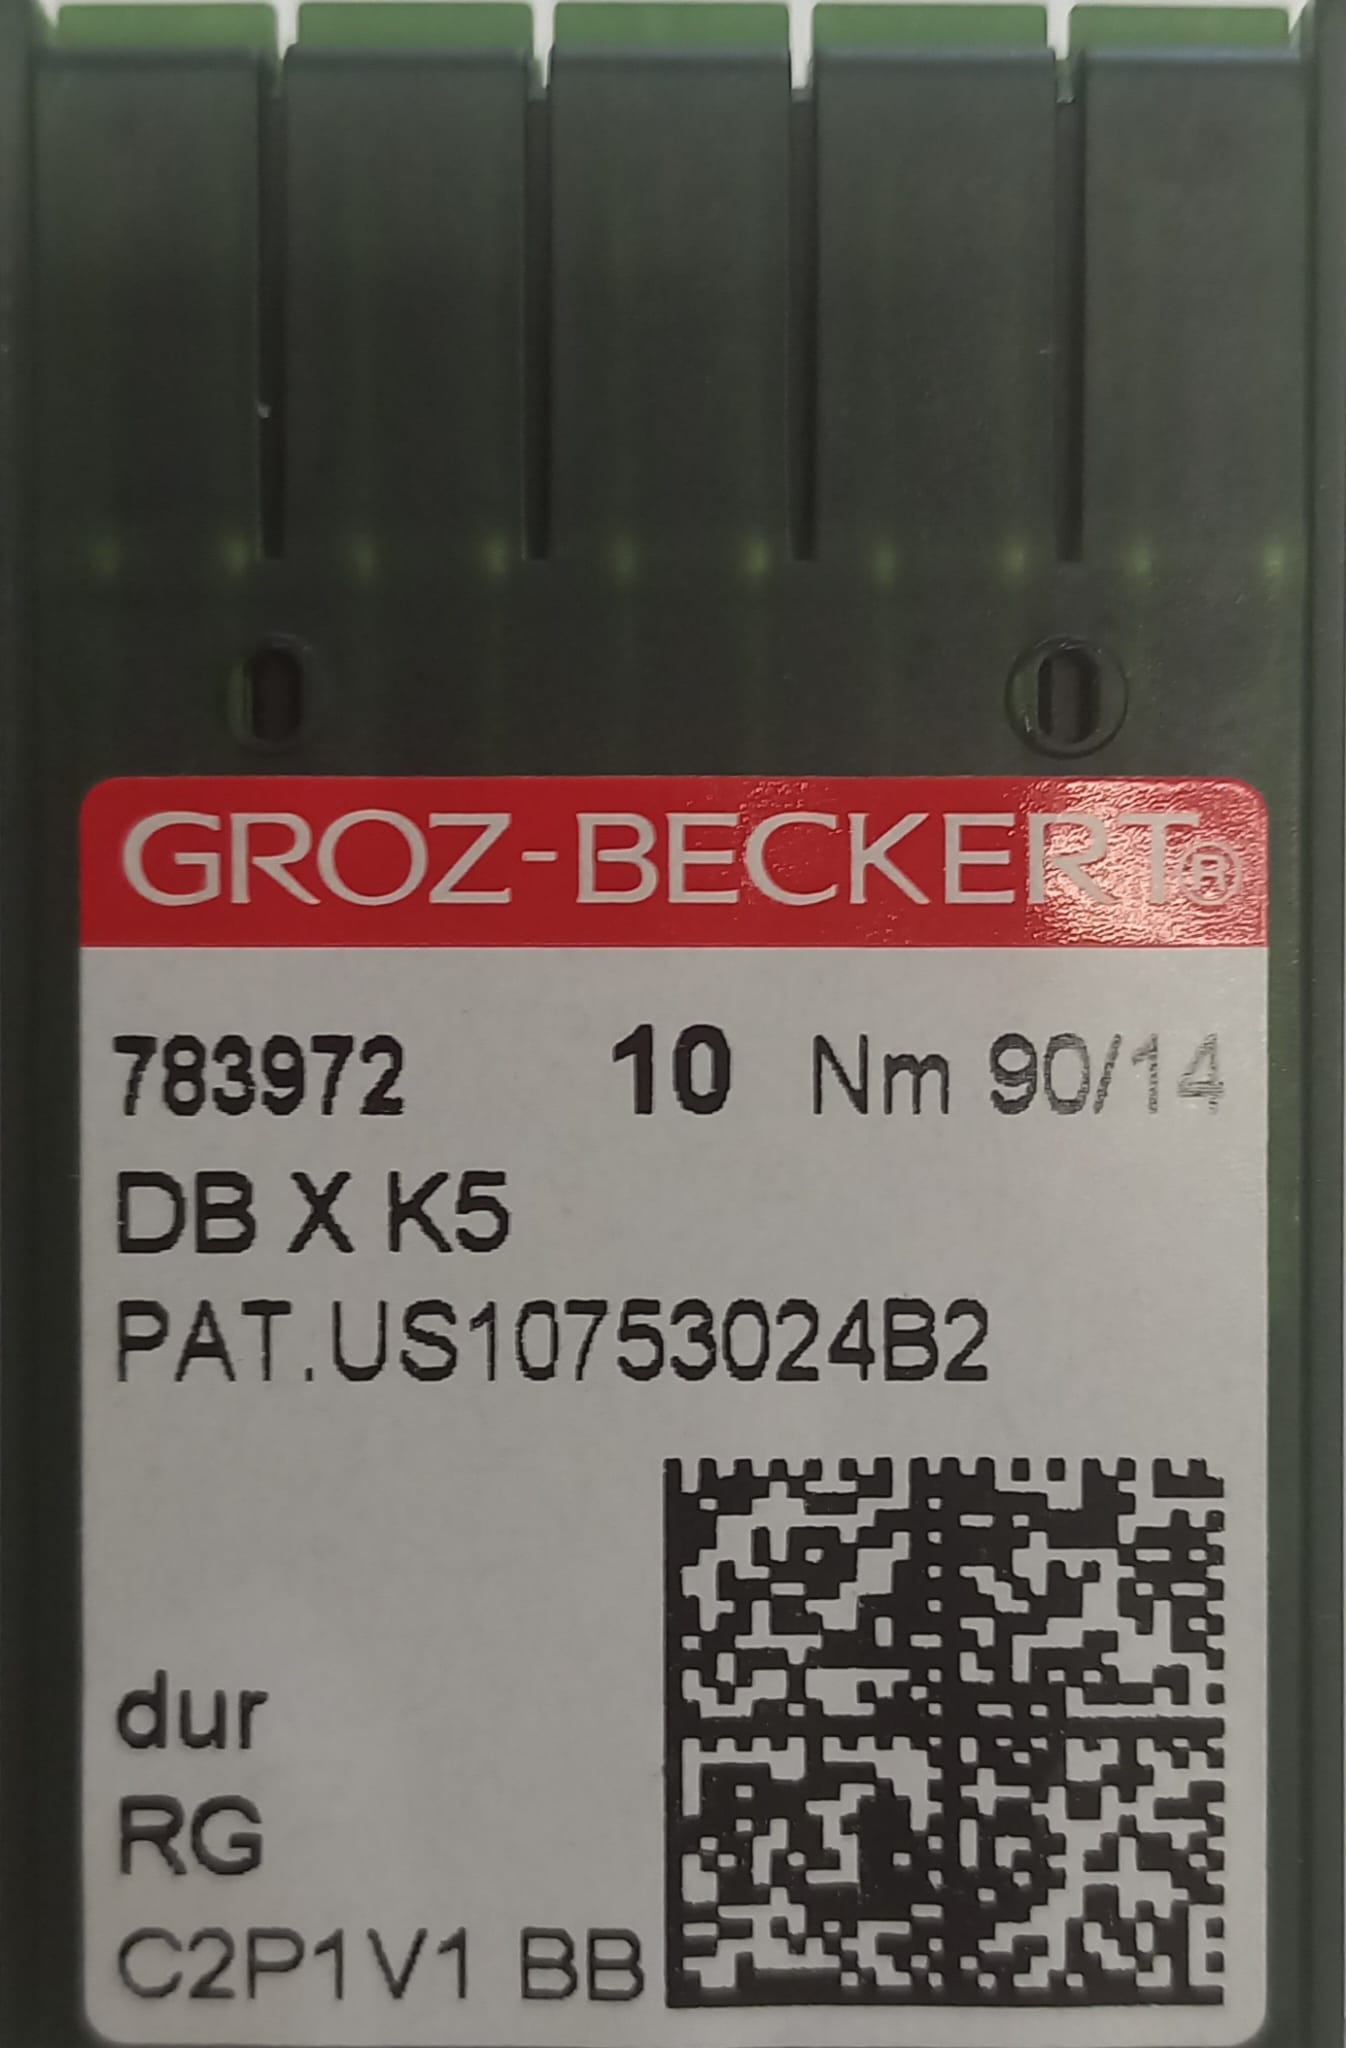 GROZ-BECKERT®
783972 10 Nm 90/14
DB X K5
PAT.US10753024B2
dur
RG
C2P1V1 BB